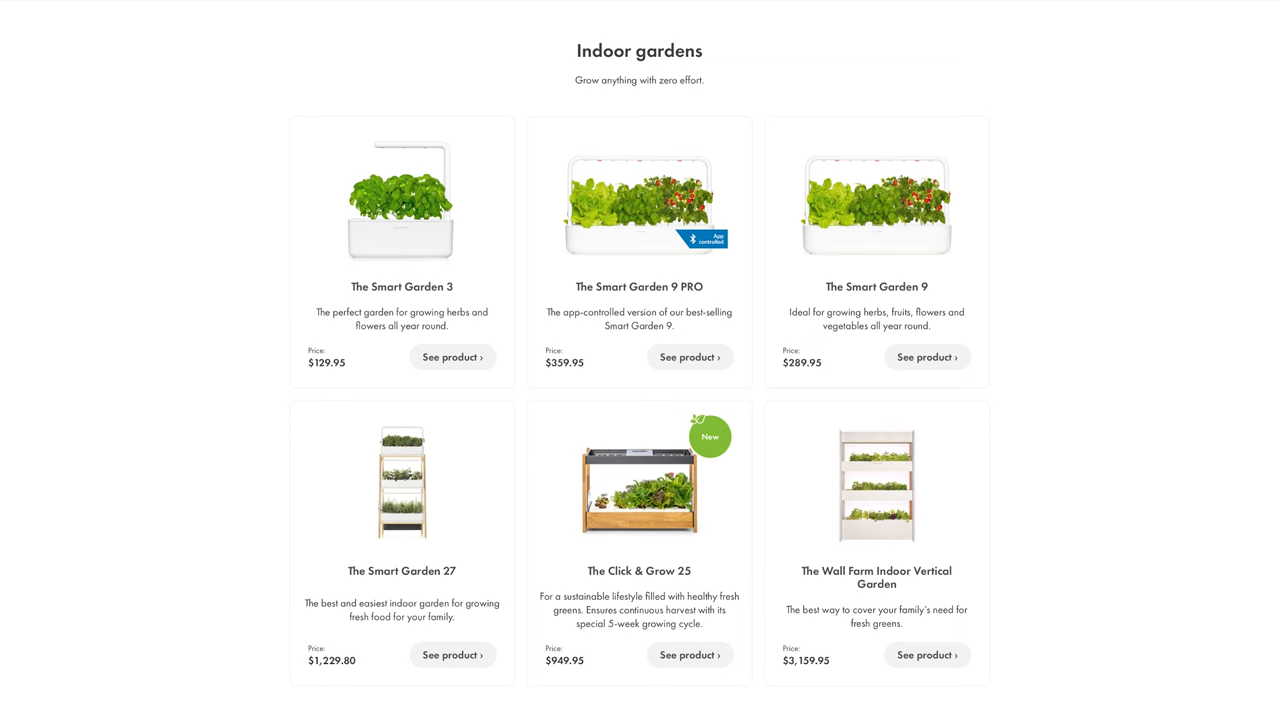 Indoor gardens
Grow anything with zero effort.
The Smart Garden 3
The perfect garden for growing herbs and
flowers all year round.
Price:
$129.95
See product ›
App
controlled
The Smart Garden 9 PRO
The app-controlled version of our best-selling
Smart Garden 9.
Price:
$359.95
See product ›
The Smart Garden 9
Ideal for growing herbs, fruits, flowers and
vegetables all year round.
Price:
$289.95
See product ›
The Smart Garden 27
The best and easiest indoor garden for growing
fresh food for your family.
Price:
$1,229.80
See product ›
New
The Click & Grow 25
For a sustainable lifestyle filled with healthy fresh
greens. Ensures continuous harvest with its
special 5-week growing cycle.
Price:
$949.95
See product ›
The Wall Farm Indoor Vertical
Garden
The best way to cover your family’s need for
fresh greens.
Price:
$3,159.95
See product ›